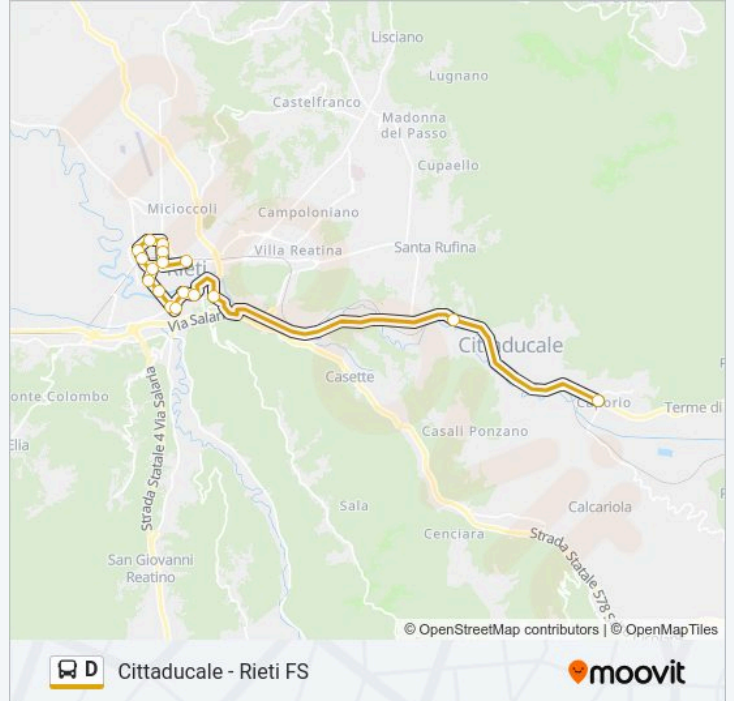 Lisciano
Lugnano
Castelfranco
Madonna
del Passo
Cupaello
Micioccoli
Campoloniano
Villa Reatina
Santa Rufina
Rieti
Via Salari
Cittaducale
Casette
onte Colombo
Caporio
Terme di
Strada Statale 4 Via Salaria
Elia
Casali Ponzano
Sala
Calcariola
Cenciara
Strada Statale 578 S
San Giovanni
Reatino
© OpenStreetMap contributors | © OpenMapTiles
D Cittaducale - Rieti FS
moovit